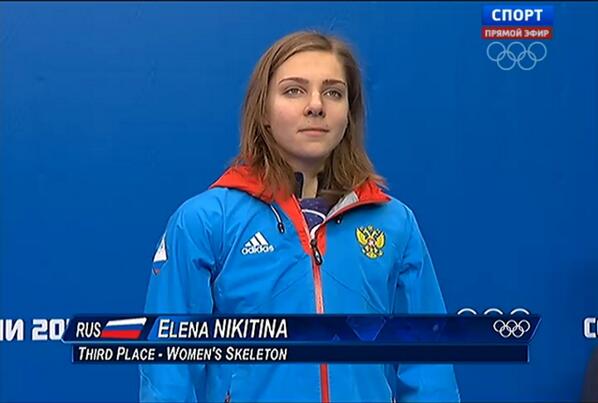 СПОРТ
ПРЯМОЙ ЭФИР
adidas
RUS ELENA NIKITINA
THIRD PLACE - WOMEN'S SKELETON